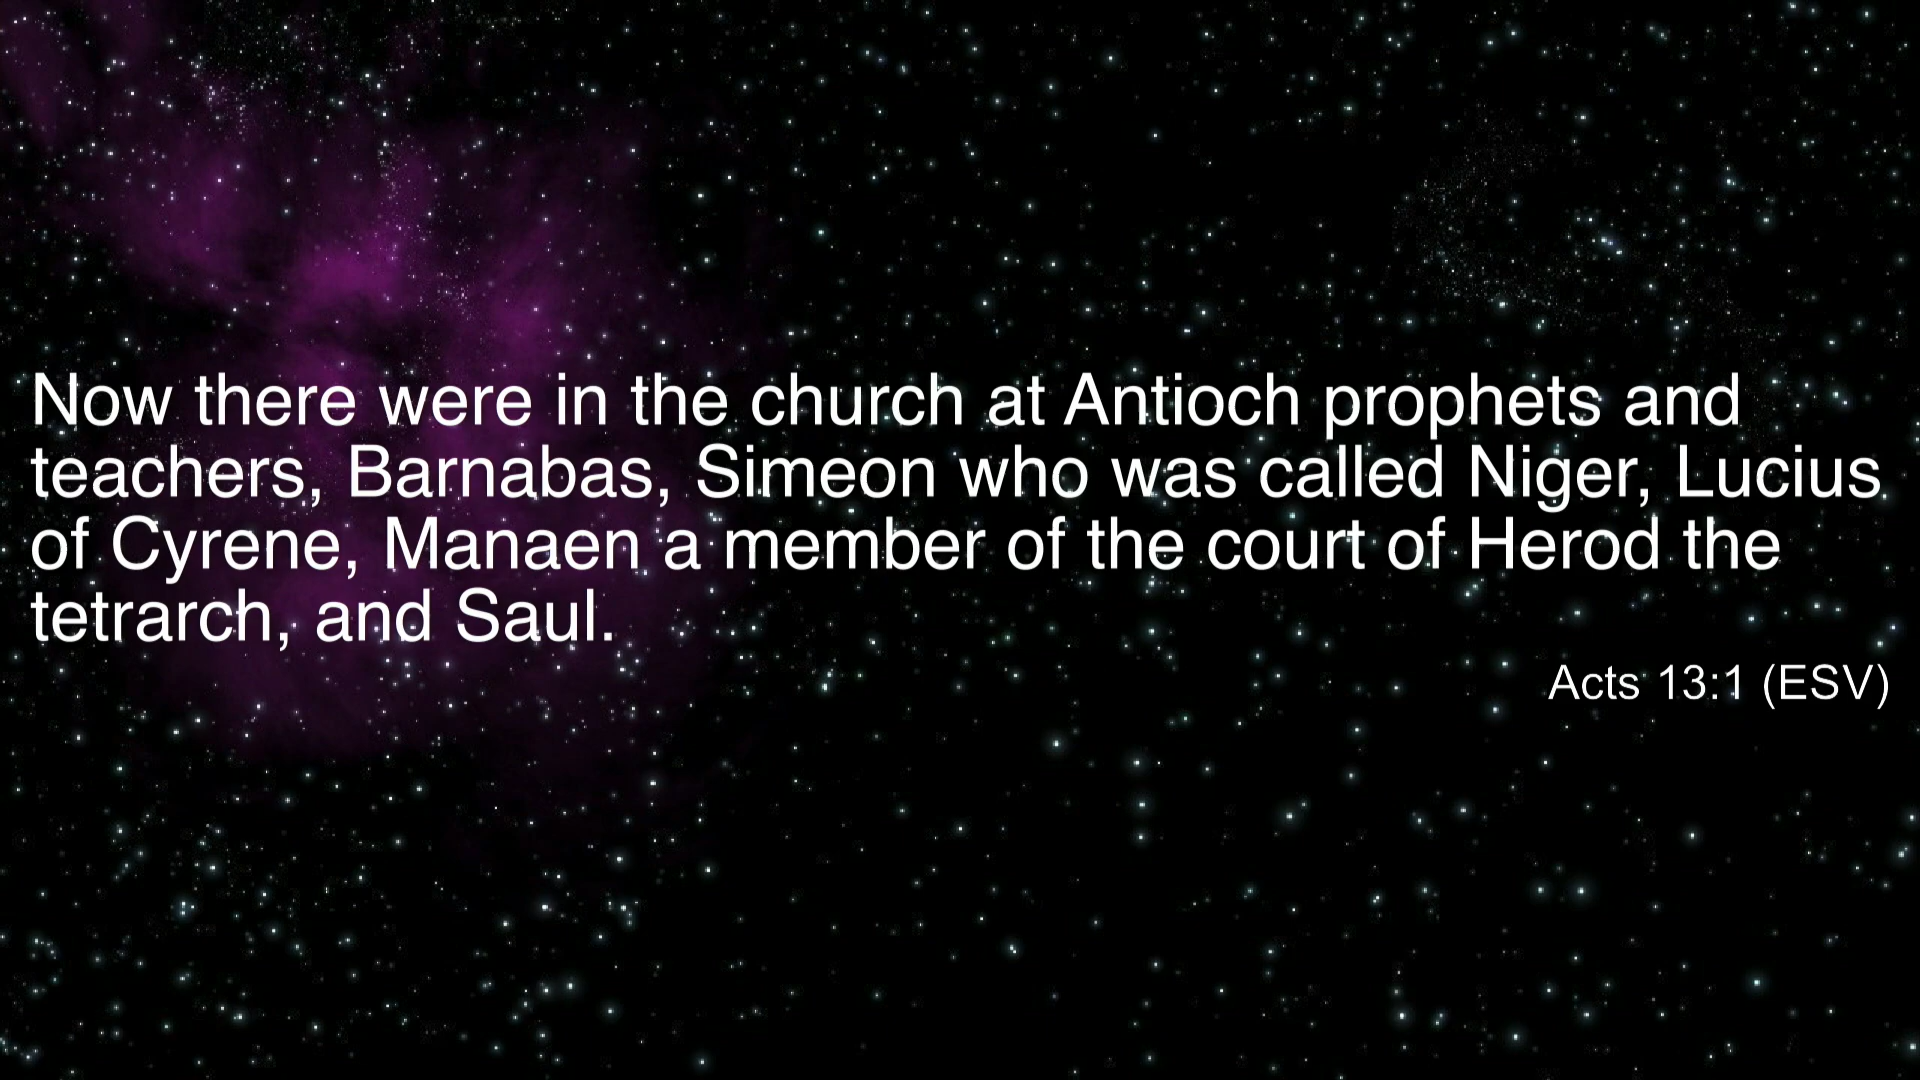 Now there were in the church at Antioch prophets and
teachers, Barnabas, Simeon who was called Niger, Lucius
of Cyrene, Manaen a member of the court of Herod the
tetrarch, and Saul.
Acts 13:1 (ESV)